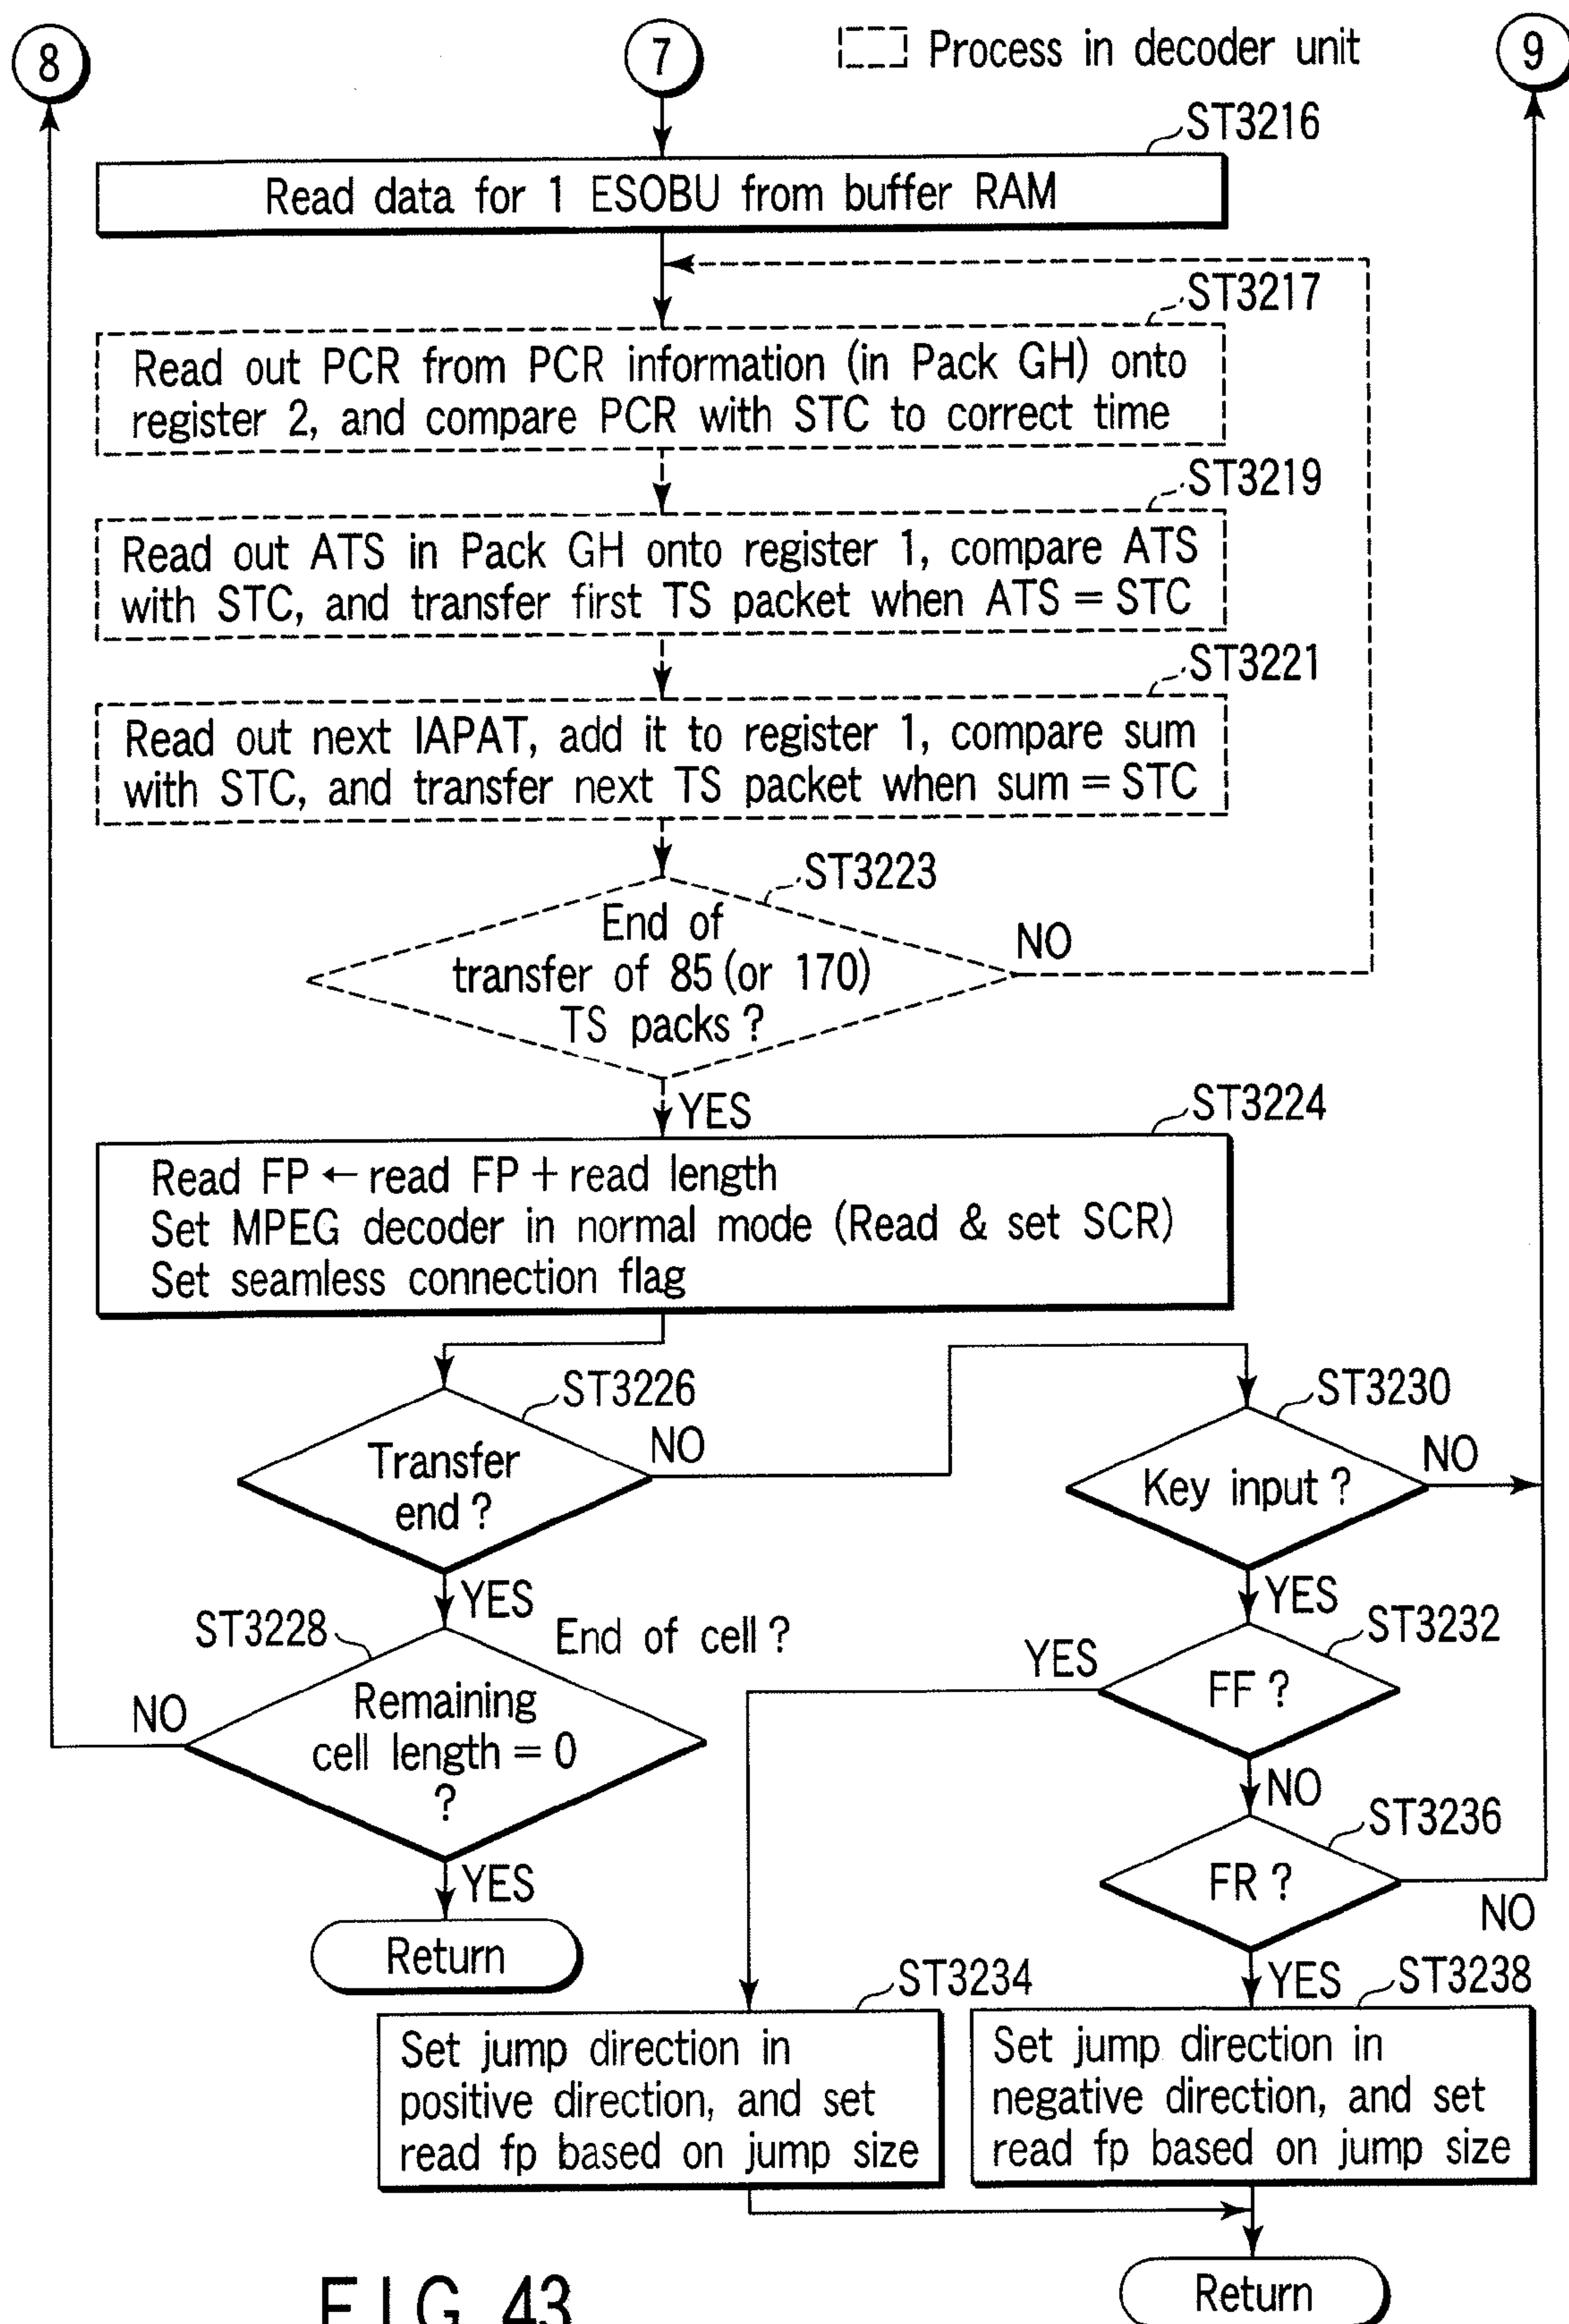 8
7
Process in decoder unit
9
ST3216
Read data for 1 ESOBU from buffer RAM
ST3217
Read out PCR from PCR information (in Pack GH) onto
register 2, and compare PCR with STC to correct time
ST3219
Read out ATS in Pack GH onto register 1, compare ATS
with STC, and transfer first TS packet when ATS = STC
ST3221
Read out next IAPAT, add it to register 1, compare sum
with STC, and transfer next TS packet when sum = STC
ST3223
End of
transfer of 85 (or 170)
TS packs ?
NO
YES
ST3224
Read FP ← read FP + read length
Set MPEG decoder in normal mode (Read & set SCR)
Set seamless connection flag
ST3226
Transfer
end ?
NO
YES
ST3230
Key input ?
NO
YES
ST3228
End of cell ?
Remaining
cell length = 0
?
NO
YES
Return
ST3232
FF ?
YES
NO
ST3236
FR ?
NO
YES
ST3234
Set jump direction in
positive direction, and set
read fp based on jump size
ST3238
Set jump direction in
negative direction, and set
read fp based on jump size
Return
FIG. 43